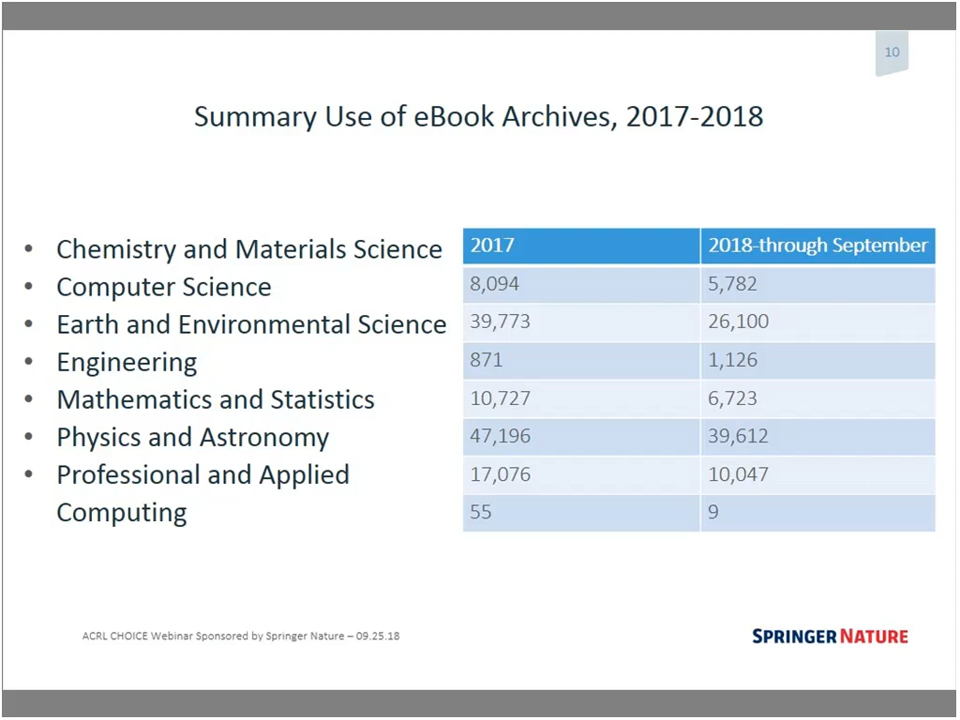 10
Summary Use of eBook Archives, 2017-2018
• Chemistry and Materials Science
• Computer Science
• Earth and Environmental Science
• Engineering
• Mathematics and Statistics
• Physics and Astronomy
• Professional and Applied
Computing
2017 2018-through September
8,094 5,782
39,773 26,100
871 1,126
10,727 6,723
47,196 39,612
17,076 10,047
55 9
ACRL CHOICE Webinar Sponsored by Springer Nature – 09.25.18
SPRINGER NATURE